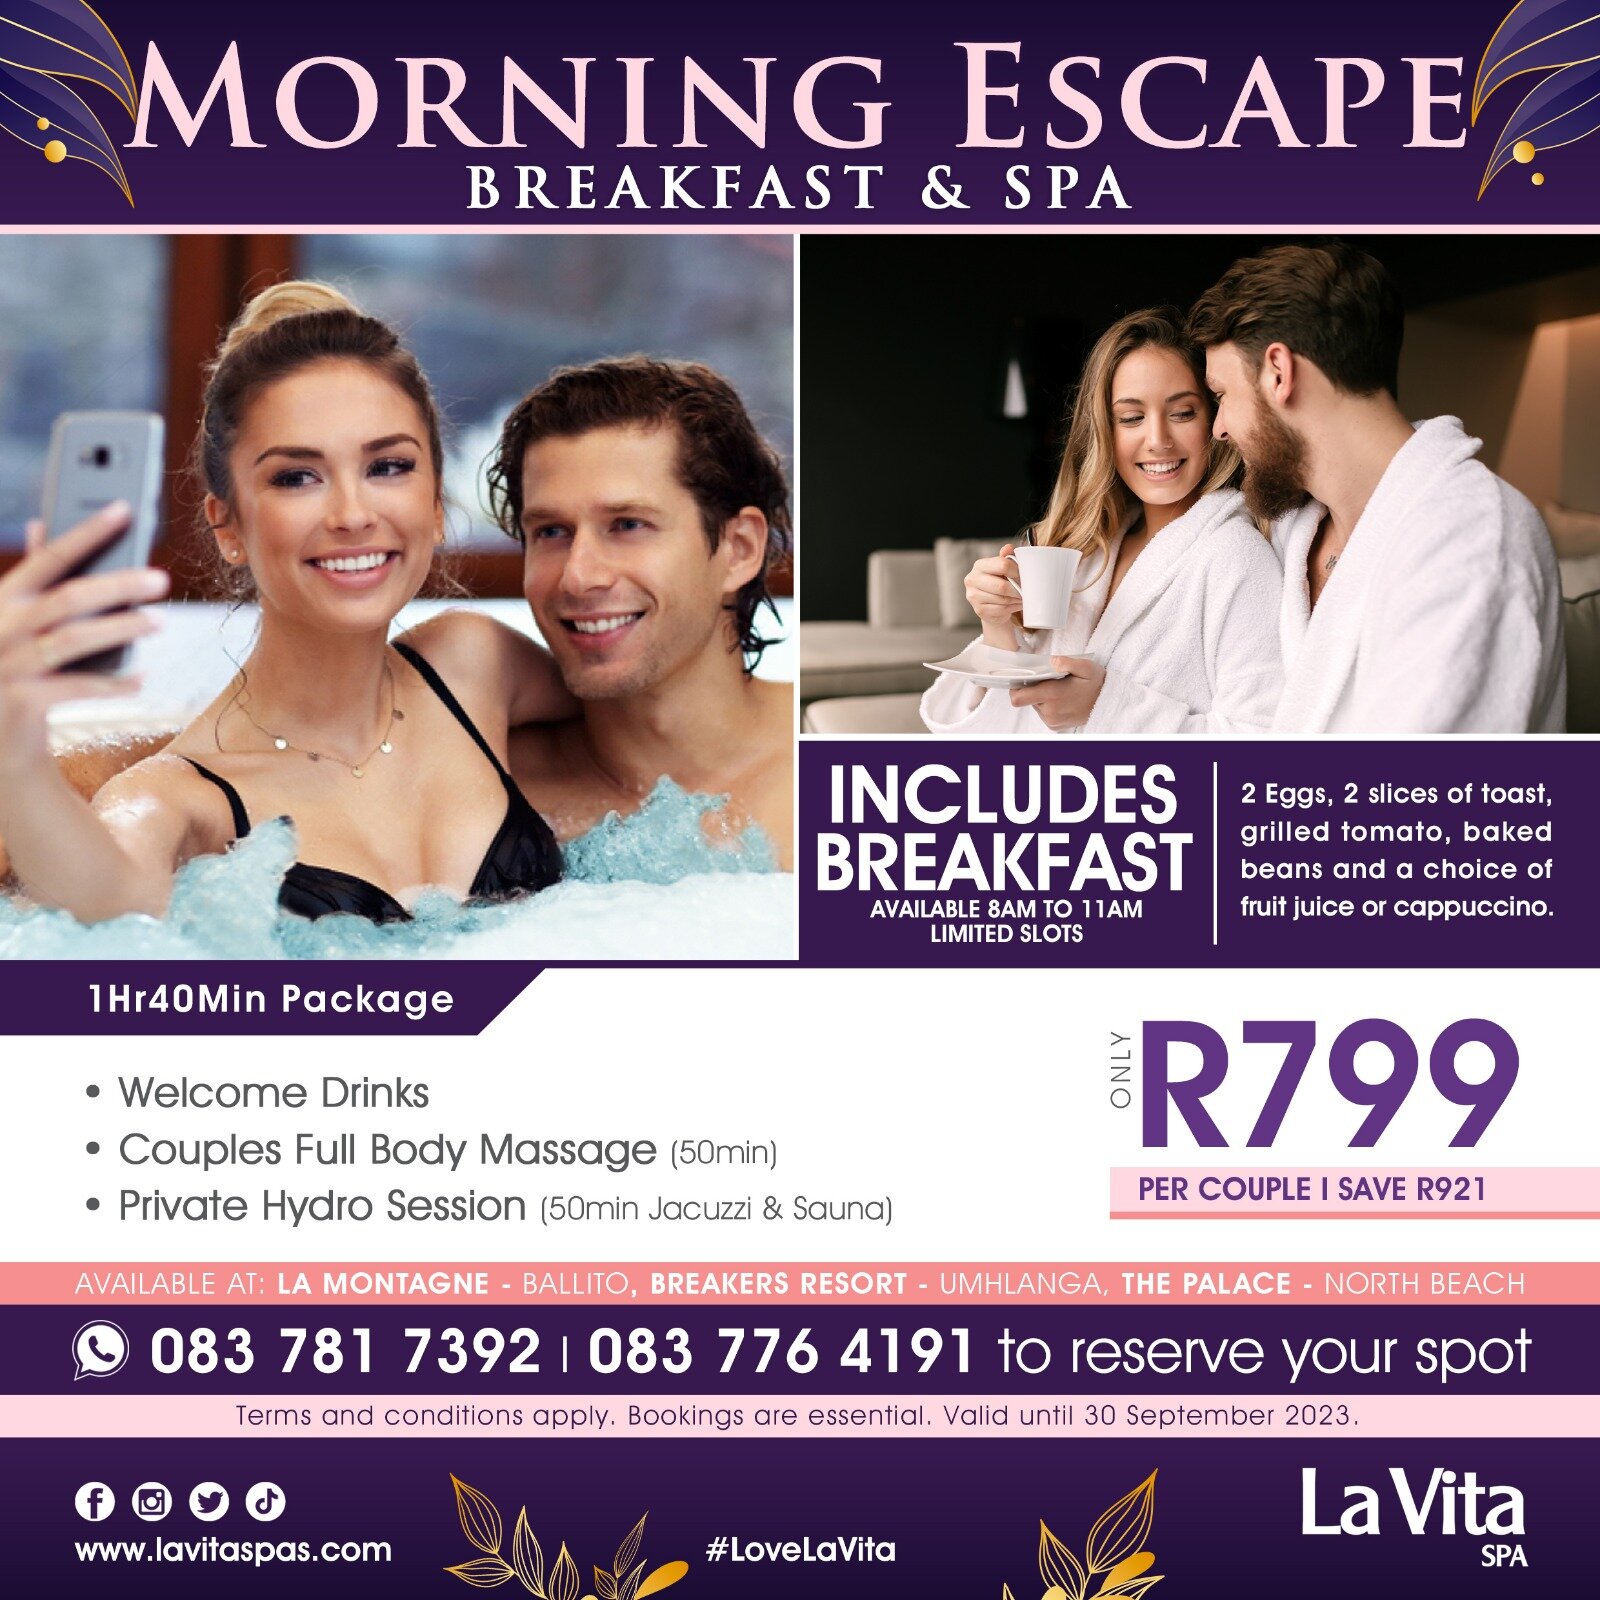 MORNING ESCAPE
BREAKFAST & SPA
INCLUDES
BREAKFAST
AVAILABLE 8AM TO 11AM
LIMITED SLOTS
2 Eggs, 2 slices of toast,
grilled tomato, baked
beans and a choice of
fruit juice or cappuccino.
1Hr40Min Package
• Welcome Drinks
• Couples Full Body Massage (50min)
• Private Hydro Session (50min Jacuzzi & Sauna)
ONLY
R799
PER COUPLE I SAVE R921
AVAILABLE AT: LA MONTAGNE - BALLITO, BREAKERS RESORT - UMHLANGA, THE PALACE - NORTH BEACH
083 781 7392 | 083 776 4191 to reserve your spot
Terms and conditions apply. Bookings are essential. Valid until 30 September 2023.
www.lavitaspas.com
#LoveLaVita
La Vita
SPA